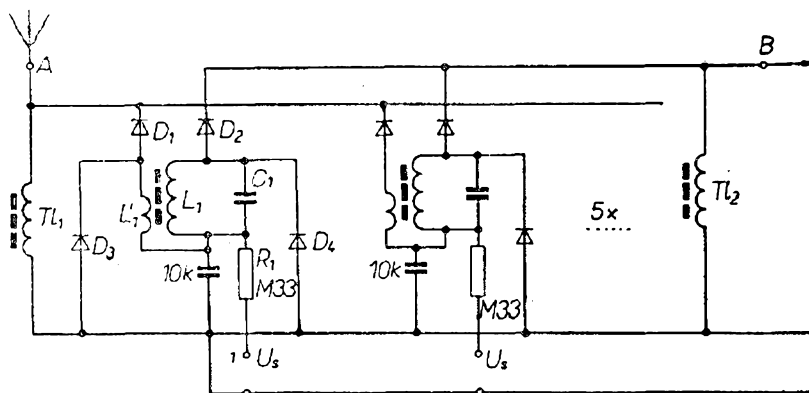 A
B
D₁
D₂
C₁
L'₁
L₁
Tl₁
Tl₂
D₃
D₄
5x
10k
R₁
M33
10k
M33
1
Uₛ
Uₛ